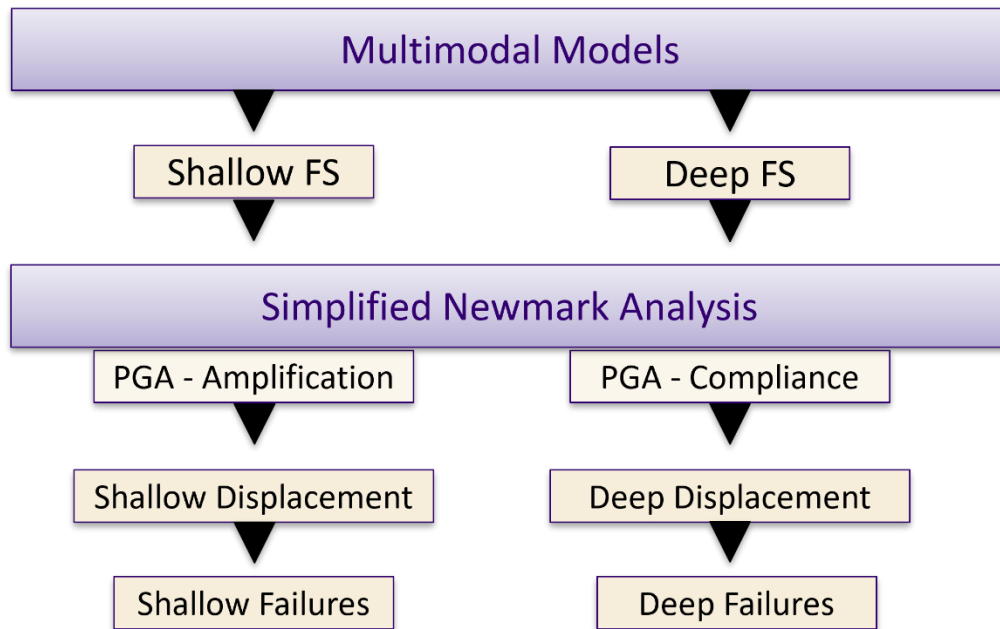 Multimodal Models
Shallow FS
Deep FS
Simplified Newmark Analysis
PGA - Amplification
PGA - Compliance
Shallow Displacement
Deep Displacement
Shallow Failures
Deep Failures